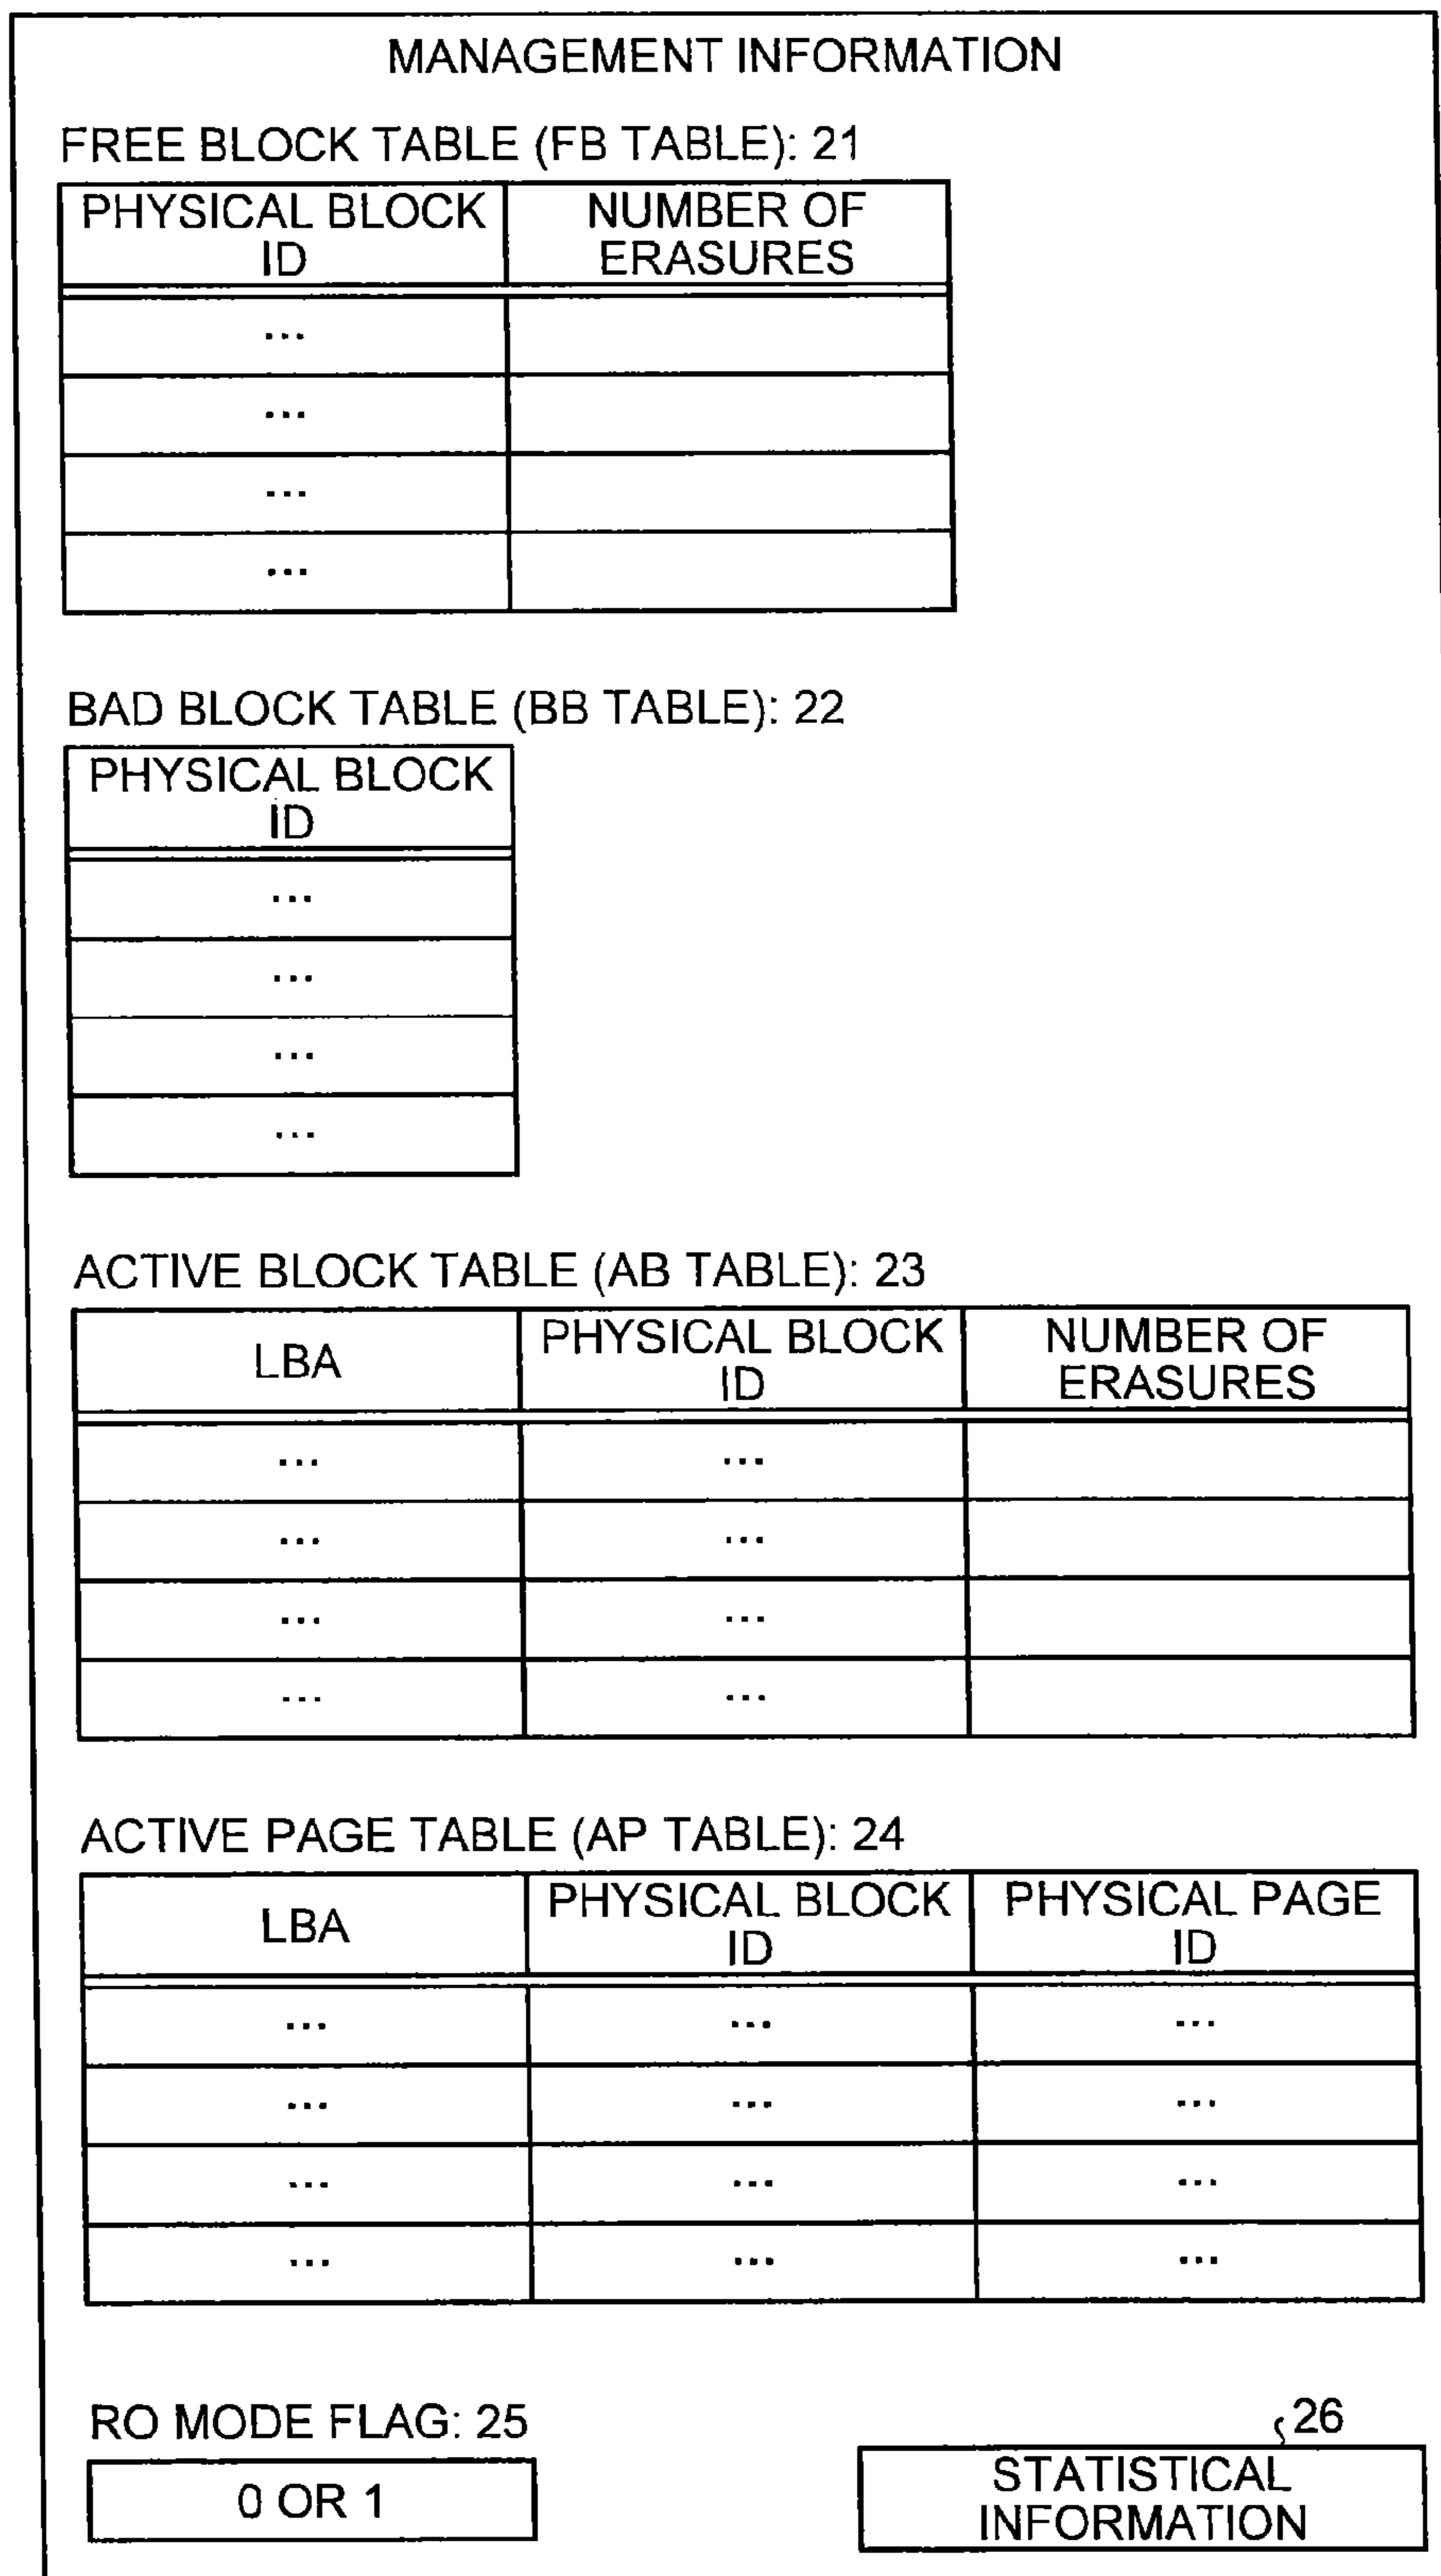 MANAGEMENT INFORMATION
FREE BLOCK TABLE (FB TABLE): 21
PHYSICAL BLOCK ID NUMBER OF ERASURES
...
...
...
...
BAD BLOCK TABLE (BB TABLE): 22
PHYSICAL BLOCK ID
...
...
...
...
ACTIVE BLOCK TABLE (AB TABLE): 23
LBA PHYSICAL BLOCK ID NUMBER OF ERASURES
... ...
... ...
... ...
... ...
ACTIVE PAGE TABLE (AP TABLE): 24
LBA PHYSICAL BLOCK ID PHYSICAL PAGE ID
... ... ...
... ... ...
... ... ...
... ... ...
RO MODE FLAG: 25
0 OR 1
26
STATISTICAL
INFORMATION